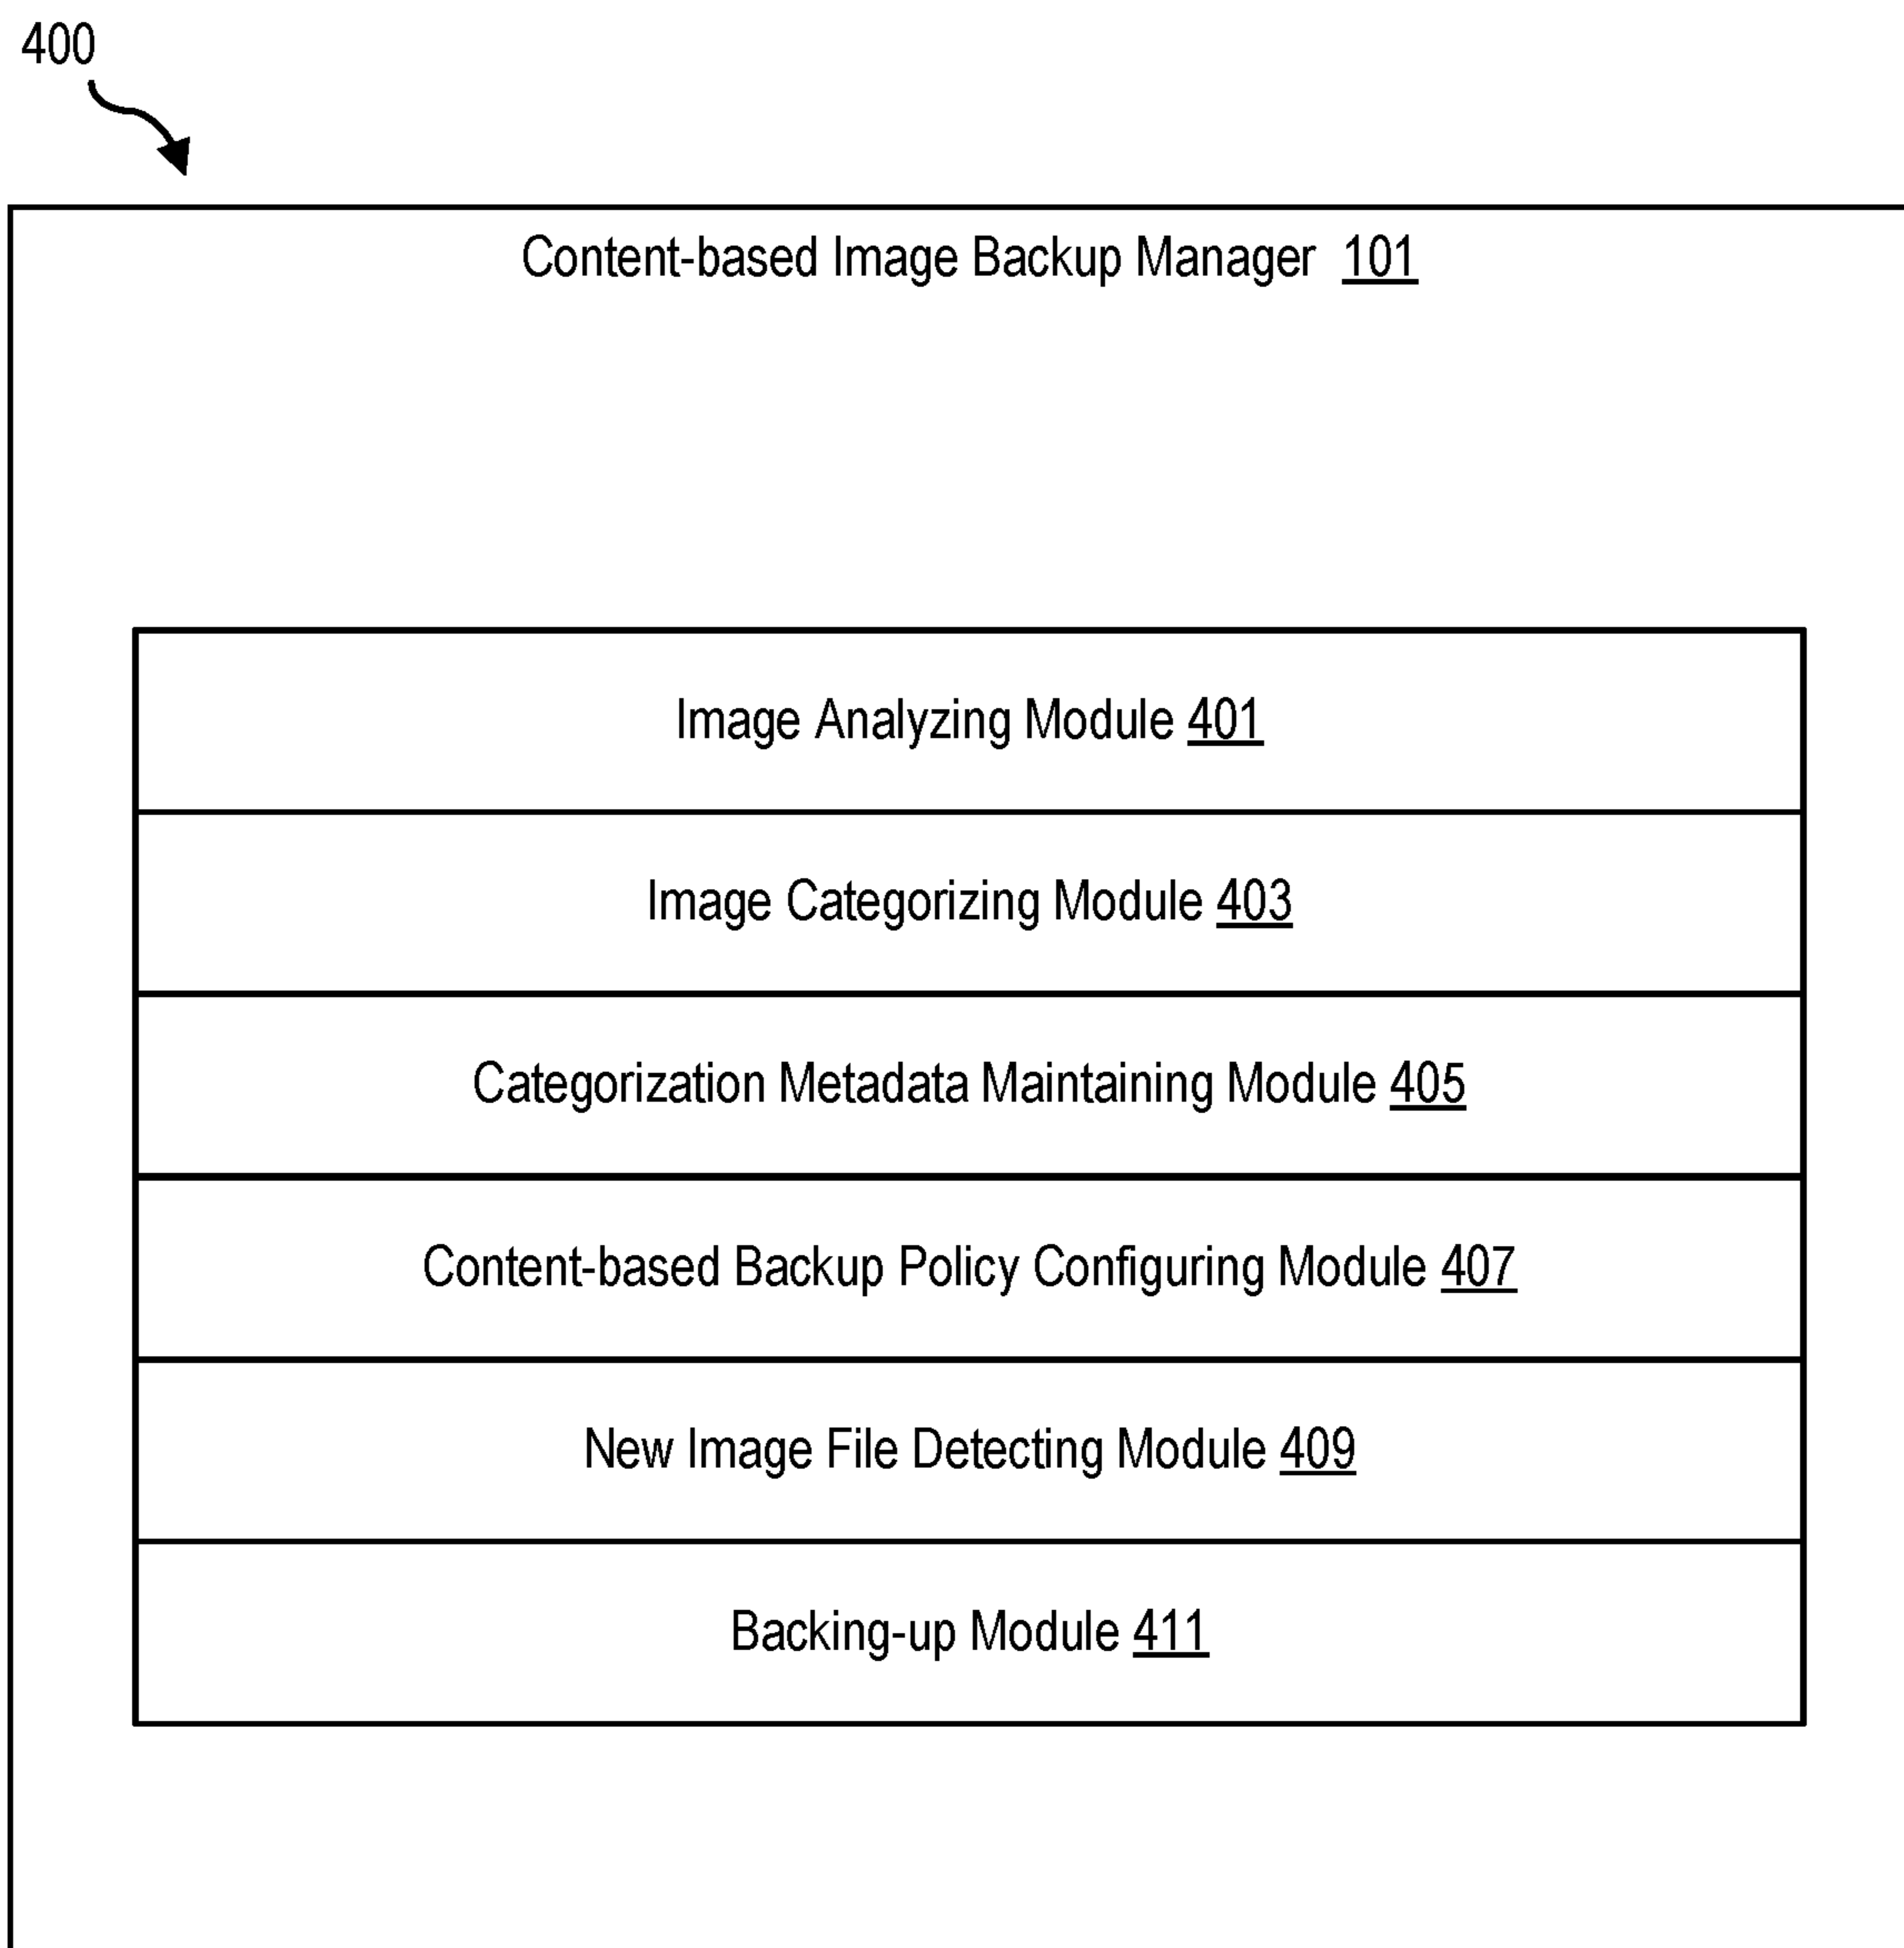 400
Content-based Image Backup Manager 101
Image Analyzing Module 401
Image Categorizing Module 403
Categorization Metadata Maintaining Module 405
Content-based Backup Policy Configuring Module 407
New Image File Detecting Module 409
Backing-up Module 411